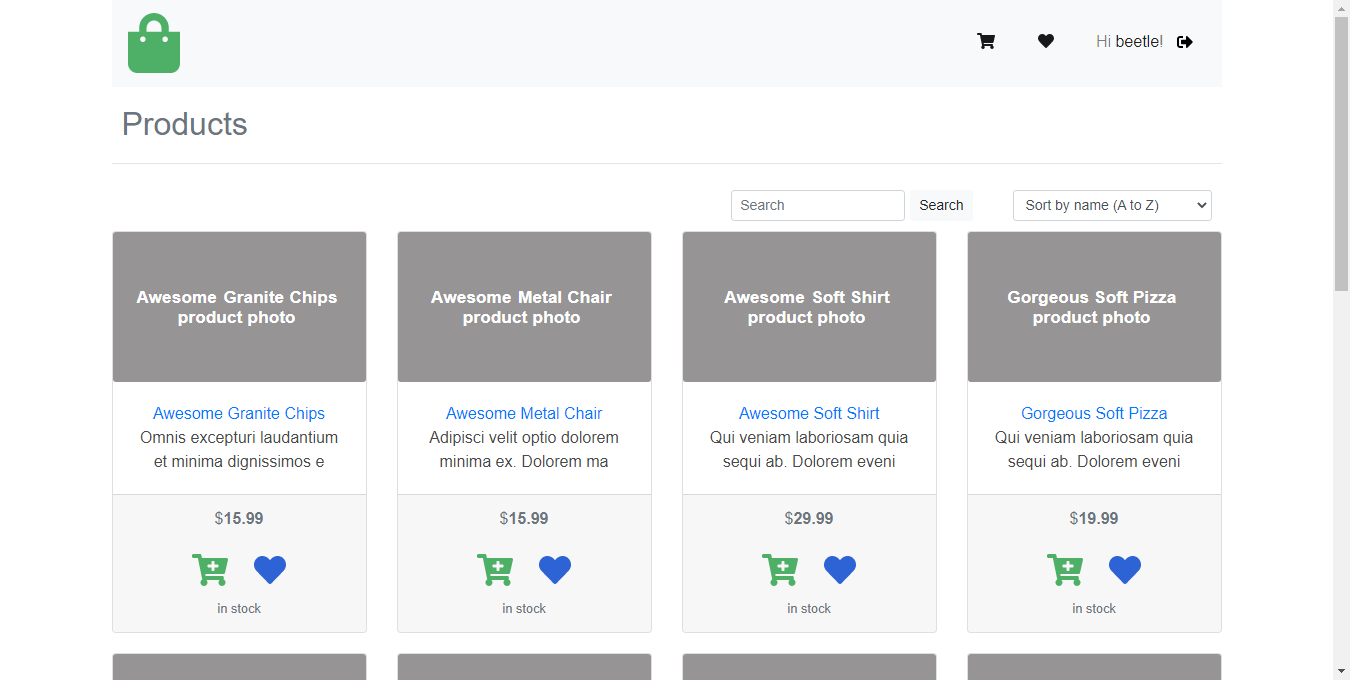 Hi beetle!
Products
Search
Search
Sort by name (A to Z)
Awesome Granite Chips
product photo
Awesome Granite Chips
Omnis excepturi laudantium
et minima dignissimos e
$15.99
in stock
Awesome Metal Chair
product photo
Awesome Metal Chair
Adipisci velit optio dolorem
minima ex. Dolorem ma
$15.99
in stock
Awesome Soft Shirt
product photo
Awesome Soft Shirt
Qui veniam laboriosam quia
sequi ab. Dolorem eveni
$29.99
in stock
Gorgeous Soft Pizza
product photo
Gorgeous Soft Pizza
Qui veniam laboriosam quia
sequi ab. Dolorem eveni
$19.99
in stock